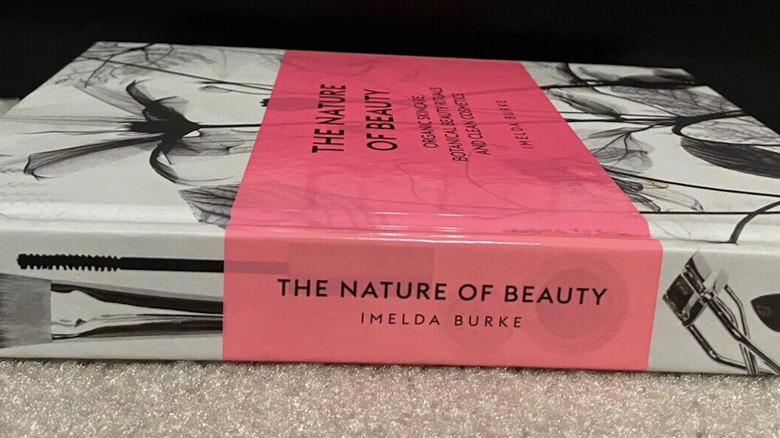 THE NATURE
OF BEAUTY
ORGANIC SKINCARE
BOTANICAL BEAUTY RITUALS
AND CLEAN COSMETICS
IMELDA BURKE
THE NATURE OF BEAUTY
IMELDA BURKE